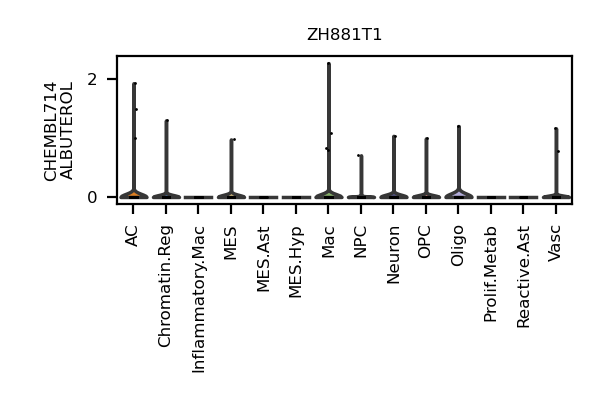 ZH881T1
CHEMBL714
ALBUTEROL
2
0
AC
Chromatin.Reg
Inflammatory.Mac
MES
MES.Ast
MES.Hyp
Mac
NPC
Neuron
OPC
Oligo
Prolif.Metab
Reactive.Ast
Vasc